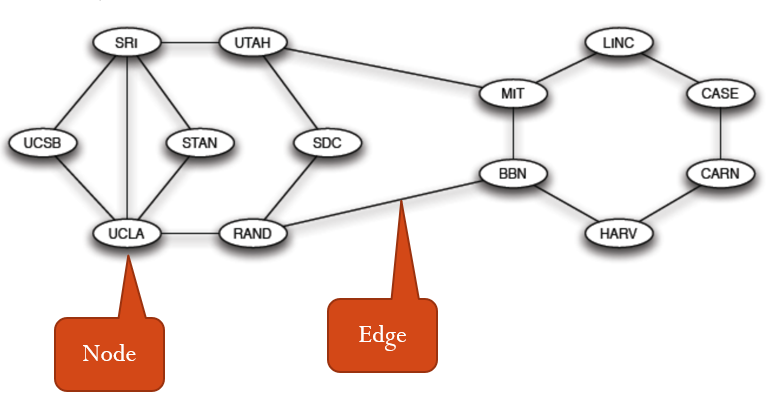 SRI
UTAH
LINC
MIT
CASE
UCSB
STAN
SDC
BBN
CARN
UCLA
RAND
HARV
Node
Edge